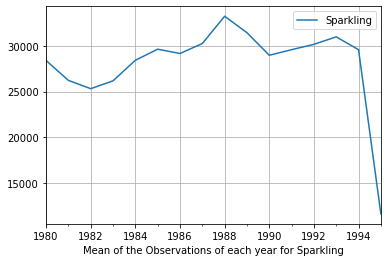 Sparkling
30000
25000
20000
15000
1980 1982 1984 1986 1988 1990 1992 1994
Mean of the Observations of each year for Sparkling